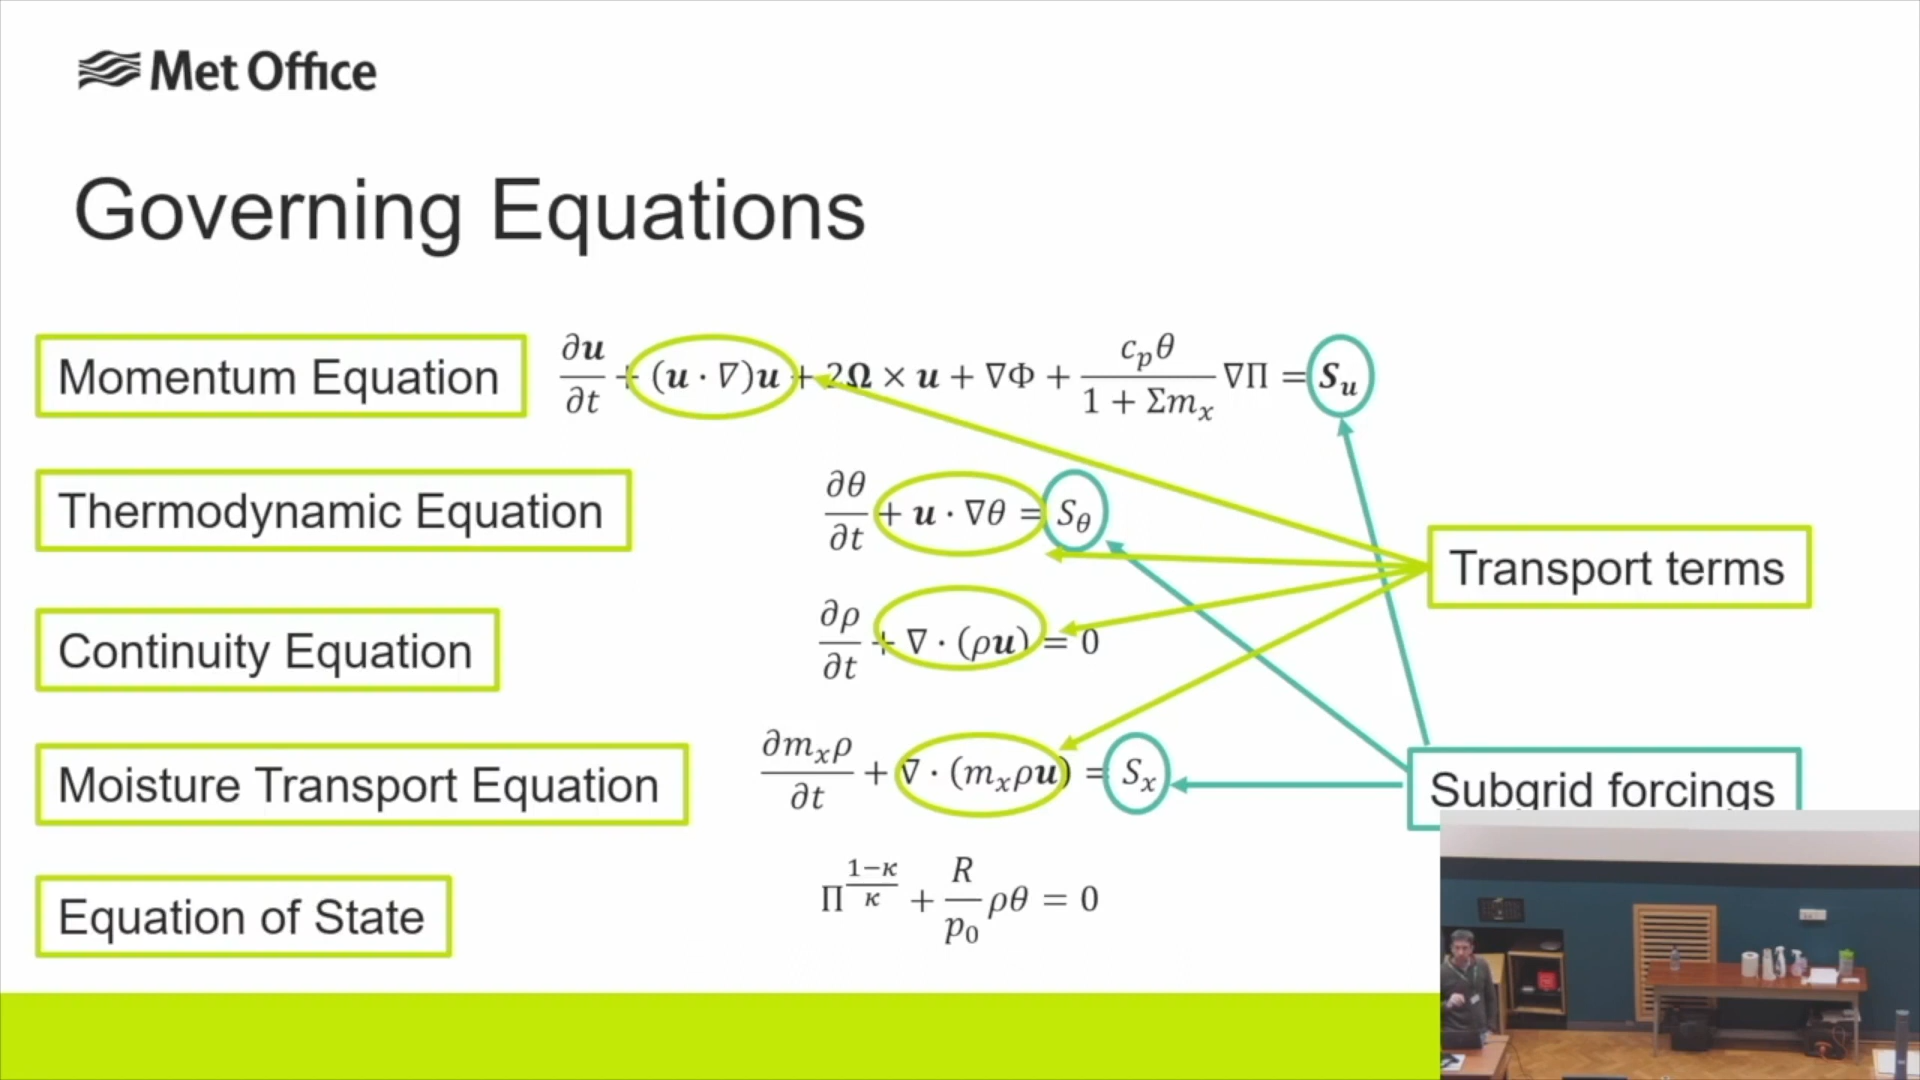 Met Office
Governing Equations
Momentum Equation
∂𝒖/∂t + (𝒖 · ∇)𝒖 + 2𝛀 × 𝒖 + ∇Φ + c_pθ/(1 + Σm_x) ∇Π = 𝑺_𝒖
Thermodynamic Equation
∂θ/∂t + 𝒖 · ∇θ = S_θ
Transport terms
Continuity Equation
∂ρ/∂t + ∇ · (ρ𝒖) = 0
Moisture Transport Equation
∂m_xρ/∂t + ∇ · (m_xρ𝒖) = S_x
Subgrid forcings
Equation of State
Π^((1−κ)/κ) + R/p_0 ρθ = 0